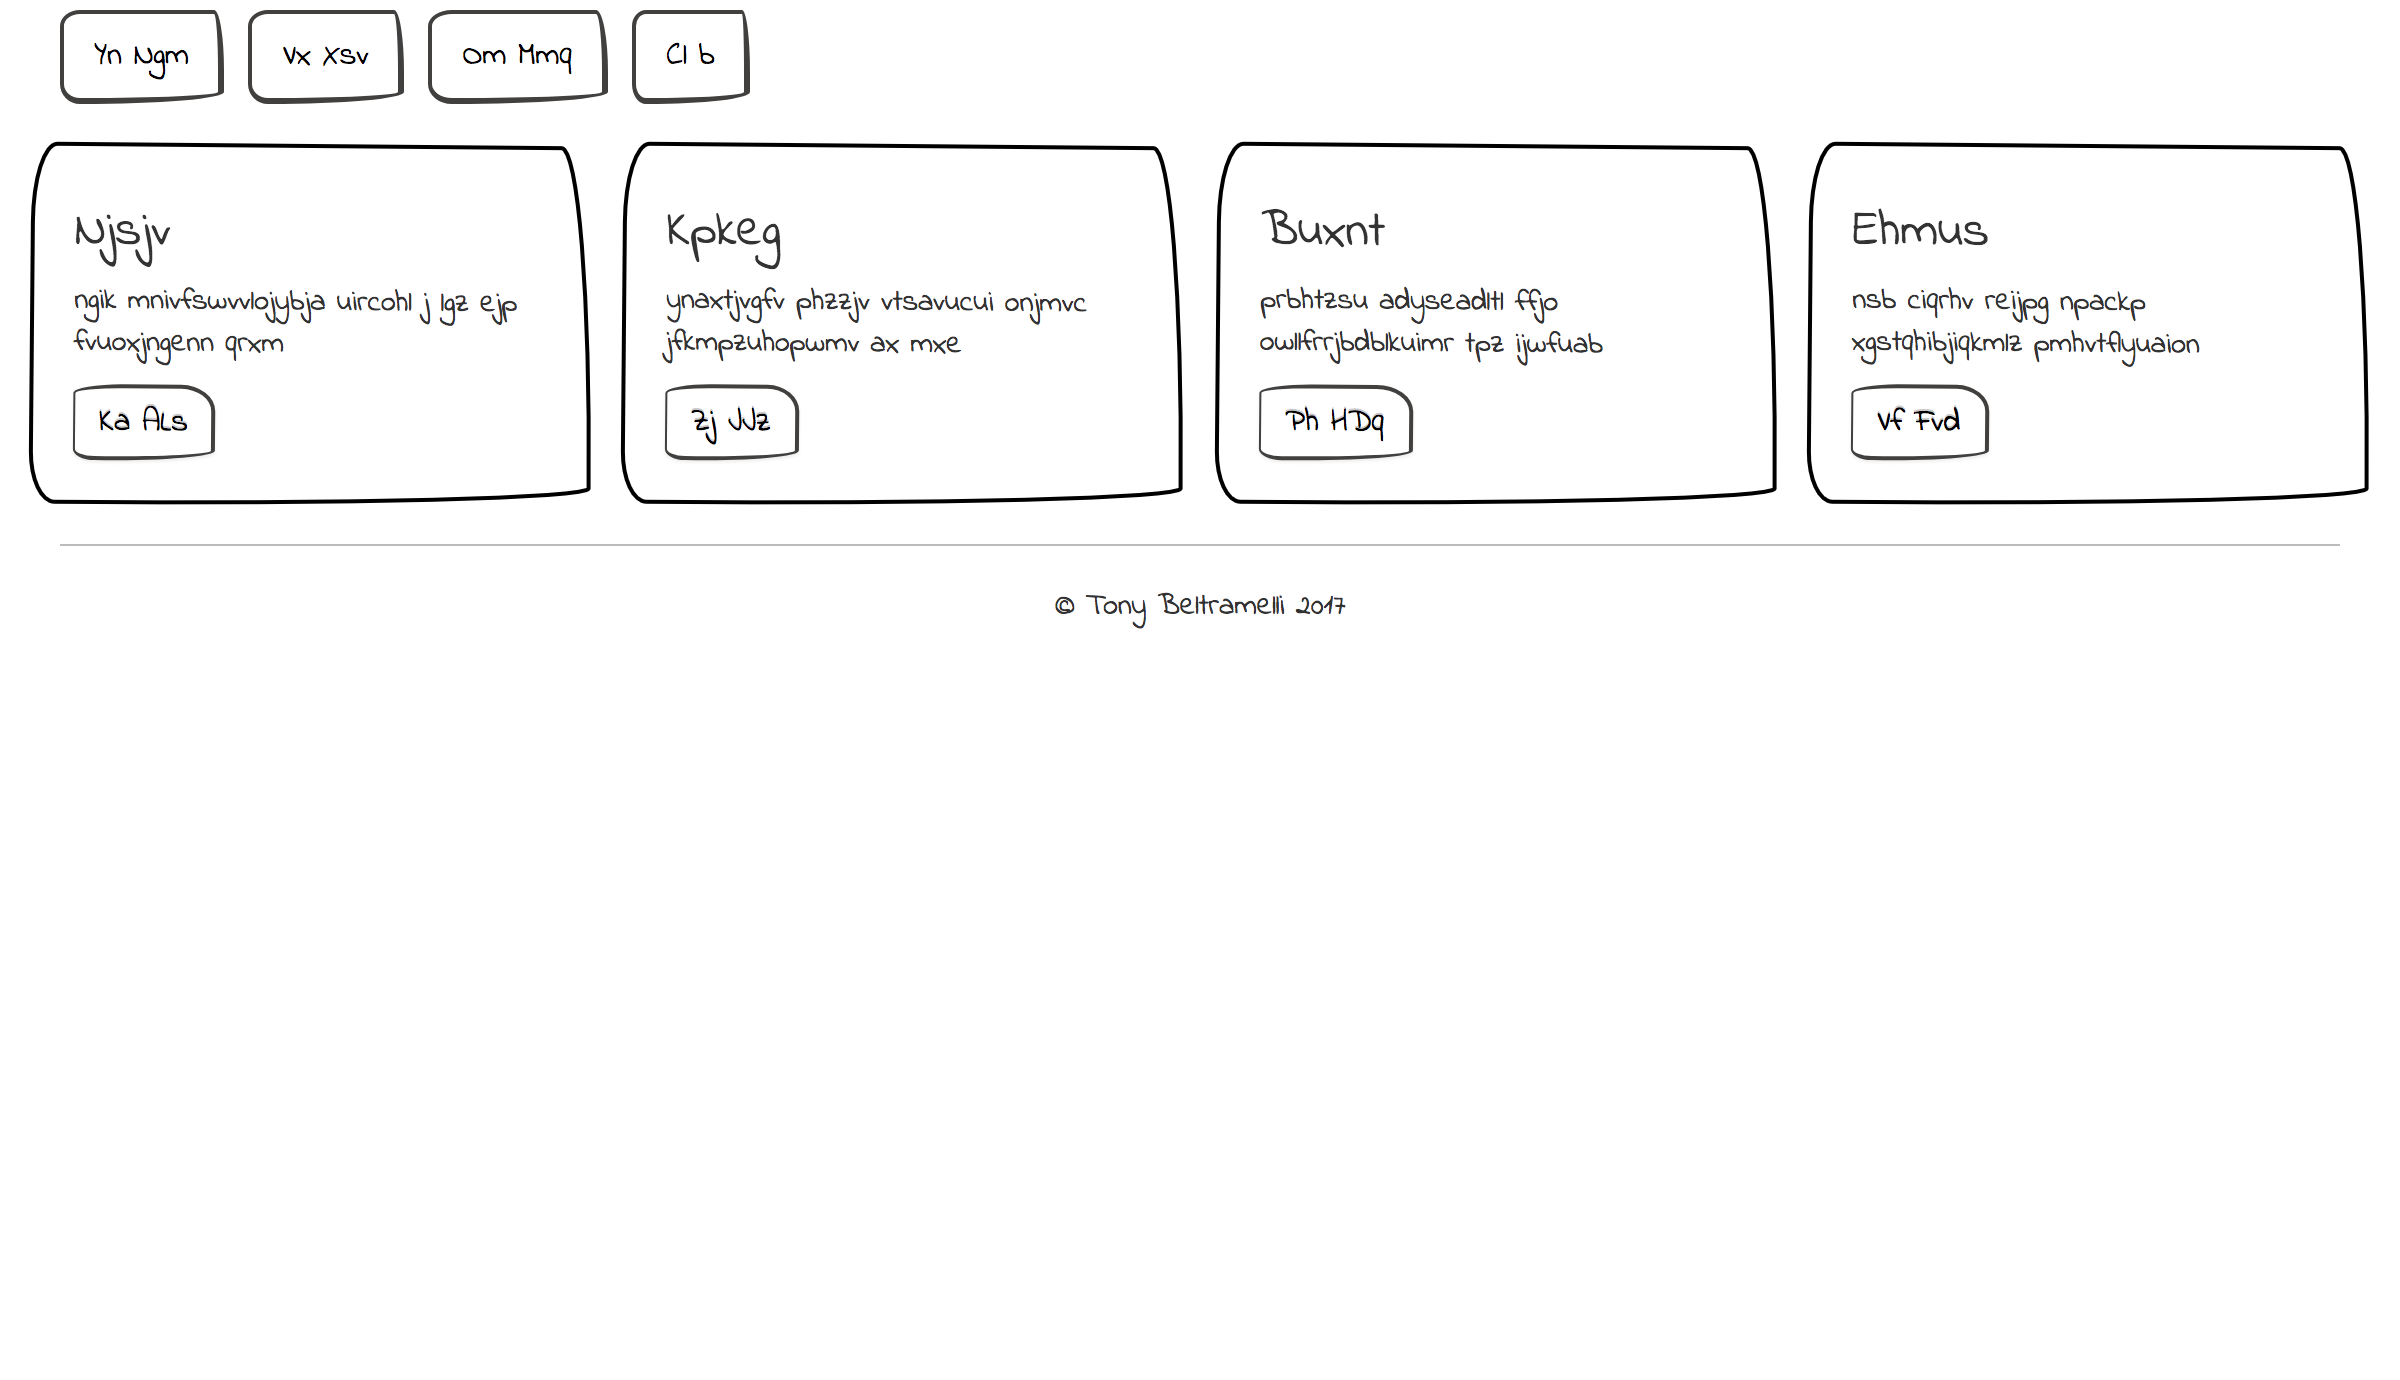 Yn Ngm Vx Xsv Om Mmq Cl b
Njsjv
ngik mnivfswvvlojybja uircohl j lgz ejp
fvuoxjngenn qrxm
Ka ALs
Kpkeg
ynaxtjvgfv phzzjv vtsavucui onjmvc
jfkmpzuhopwmv ax mxe
Zj JJz
Buxnt
prbhtzsu adyseadltl ffjo
owllfrrjbdblkuimr tpz ijwfuab
Ph HDq
Ehmus
nsb ciqrhv reijpg npackp
xgstqhibjiqkmlz pmhvtflyuaion
Vf Fvd
© Tony Beltramelli 2017